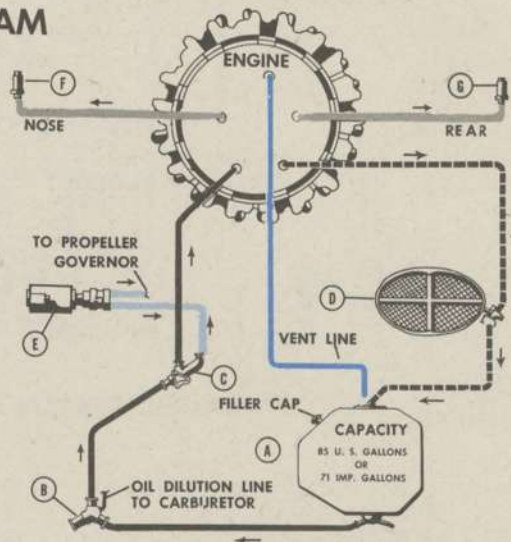 AM
ENGINE
F
G
NOSE
REAR
TO PROPELLER
GOVERNOR
D
E
VENT LINE
C
FILLER CAP
CAPACITY
A
85 U. S. GALLONS
OR
71 IMP. GALLONS
B
OIL DILUTION LINE
TO CARBURETOR